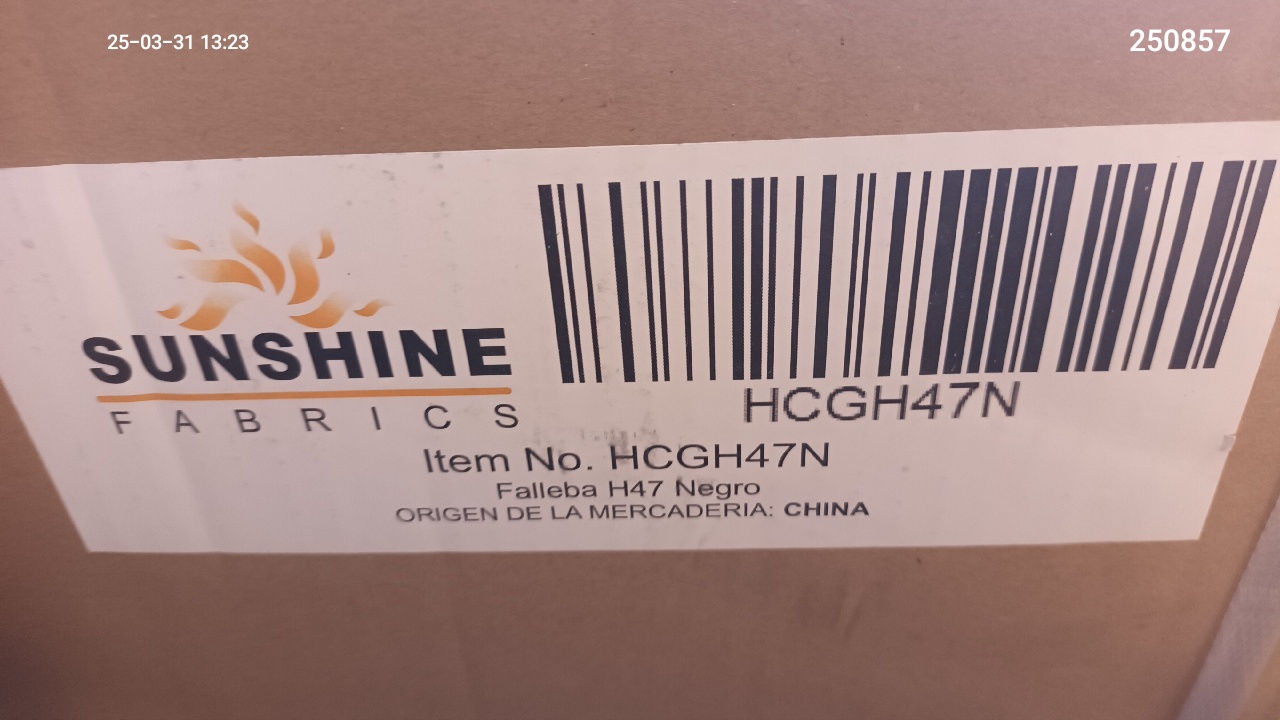 25-03-31 13:23
250857
SUNSHINE
FABRICS
HCGH47N
Item No. HCGH47N
Falleba H47 Negro
ORIGEN DE LA MERCADERIA: CHINA